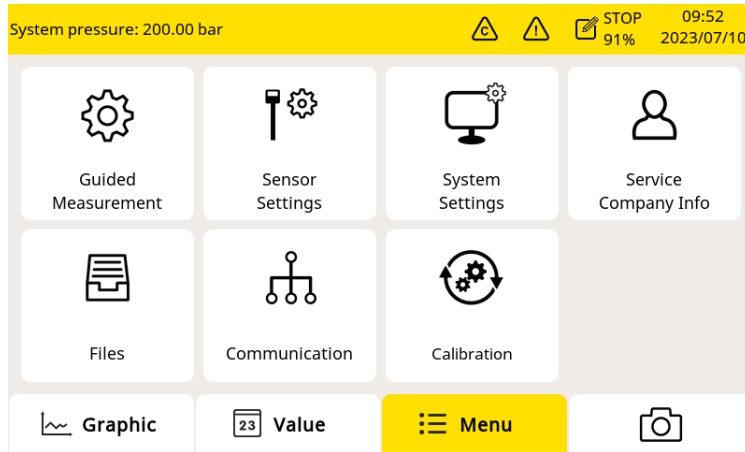 System pressure: 200.00 bar
C
!
STOP
91%
09:52
2023/07/10
Guided
Measurement
Sensor
Settings
System
Settings
Service
Company Info
Files
Communication
Calibration
Graphic
23
Value
Menu